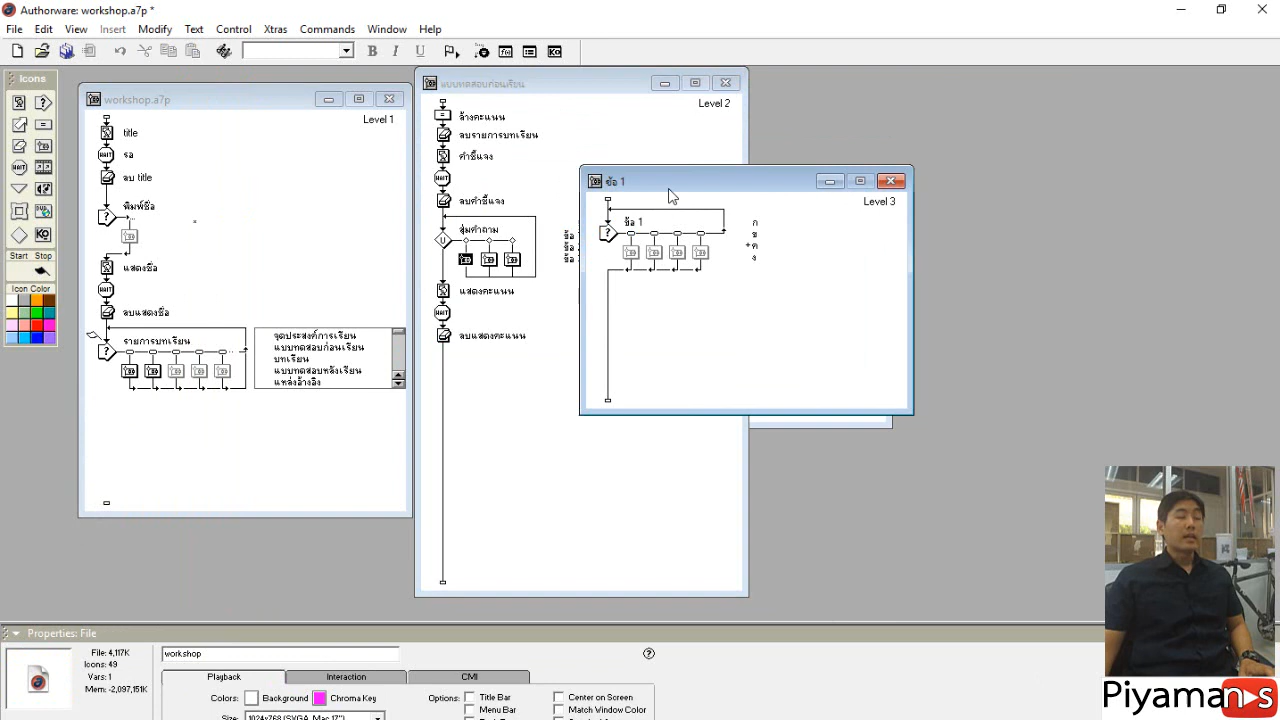 Authorware: workshop.a7p *
File Edit View Insert Modify Text Control Xtras Commands Window Help
Icons
Start Stop
Icon Color
workshop.a7p
Level 1
title
รอ
WAIT
ลบ title
พิมพ์ชื่อ
แสดงชื่อ
WAIT
ลบแสดงชื่อ
รายการบทเรียน
จุดประสงค์การเรียน
แบบทดสอบก่อนเรียน
บทเรียน
แบบทดสอบหลังเรียน
แหล่งอ้างอิง
แบบทดสอบก่อนเรียน
Level 2
ล้างคะแนน
ลบรายการบทเรียน
คำชี้แจง
WAIT
ลบคำชี้แจง
สุ่มคำถาม
U
แสดงคะแนน
WAIT
ลบแสดงคะแนน
ข้อ 1
Level 3
ข้อ 1
ก
ข
+ค
ง
Properties: File
File: 4,117K
Icons: 49
Vars: 1
Mem: -2,097,151K
workshop
Playback Interaction CMI
Colors: Background Chroma Key
Options: Title Bar Center on Screen
Menu Bar Match Window Color
Size: 1024x768 (SVGA, Mac 17")
Piyaman's